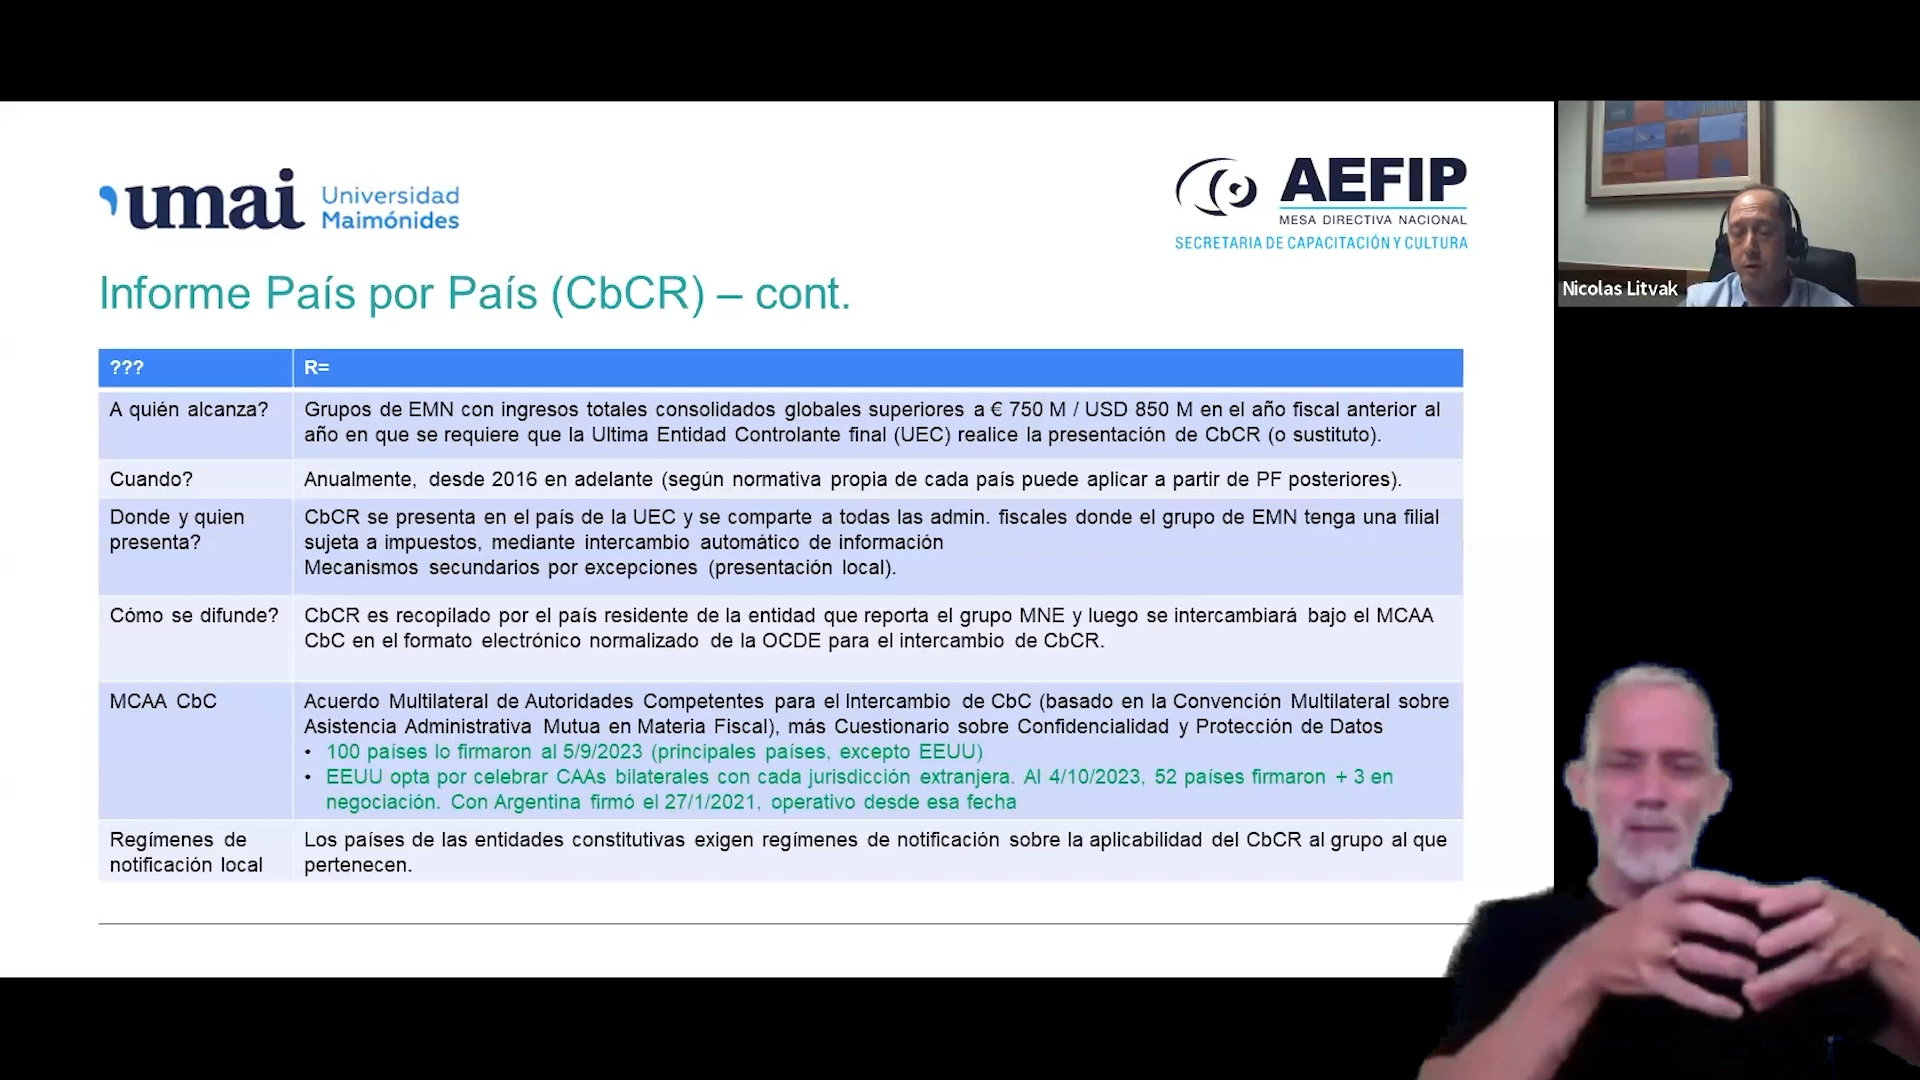 umai Universidad
Maimónides
AEFIP
MESA DIRECTIVA NACIONAL
SECRETARIA DE CAPACITACIÓN Y CULTURA
Nicolas Litvak
Informe País por País (CbCR) – cont.
??? R=
A quién alcanza? Grupos de EMN con ingresos totales consolidados globales superiores a € 750 M / USD 850 M en el año fiscal anterior al
año en que se requiere que la Ultima Entidad Controlante final (UEC) realice la presentación de CbCR (o sustituto).
Cuando? Anualmente, desde 2016 en adelante (según normativa propia de cada país puede aplicar a partir de PF posteriores).
Donde y quien CbCR se presenta en el país de la UEC y se comparte a todas las admin. fiscales donde el grupo de EMN tenga una filial
presenta? sujeta a impuestos, mediante intercambio automático de información
Mecanismos secundarios por excepciones (presentación local).
Cómo se difunde? CbCR es recopilado por el país residente de la entidad que reporta el grupo MNE y luego se intercambiará bajo el MCAA
CbC en el formato electrónico normalizado de la OCDE para el intercambio de CbCR.
MCAA CbC Acuerdo Multilateral de Autoridades Competentes para el Intercambio de CbC (basado en la Convención Multilateral sobre
Asistencia Administrativa Mutua en Materia Fiscal), más Cuestionario sobre Confidencialidad y Protección de Datos
• 100 países lo firmaron al 5/9/2023 (principales países, excepto EEUU)
• EEUU opta por celebrar CAAs bilaterales con cada jurisdicción extranjera. Al 4/10/2023, 52 países firmaron + 3 en
negociación. Con Argentina firmó el 27/1/2021, operativo desde esa fecha
Regímenes de Los países de las entidades constitutivas exigen regímenes de notificación sobre la aplicabilidad del CbCR al grupo al que
notificación local pertenecen.